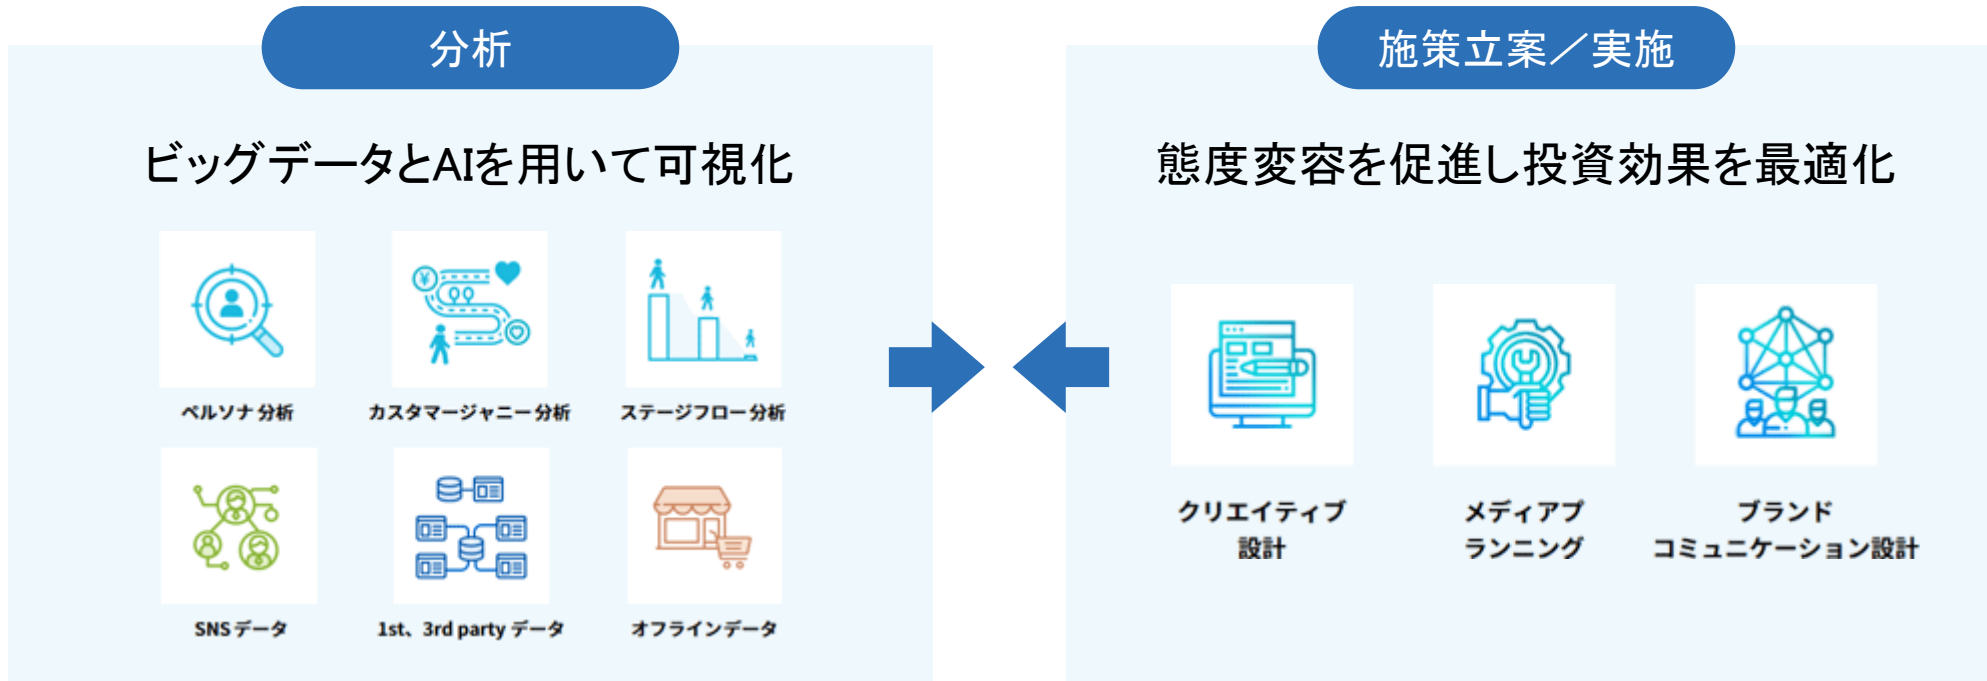 分析
ビッグデータとAIを用いて可視化
ペルソナ分析
カスタマージャニー分析
ステージフロー分析
SNSデータ
1st、3rd party データ
オフラインデータ
施策立案／実施
態度変容を促進し投資効果を最適化
クリエイティブ
設計
メディアプ
ランニング
ブランド
コミュニケーション設計